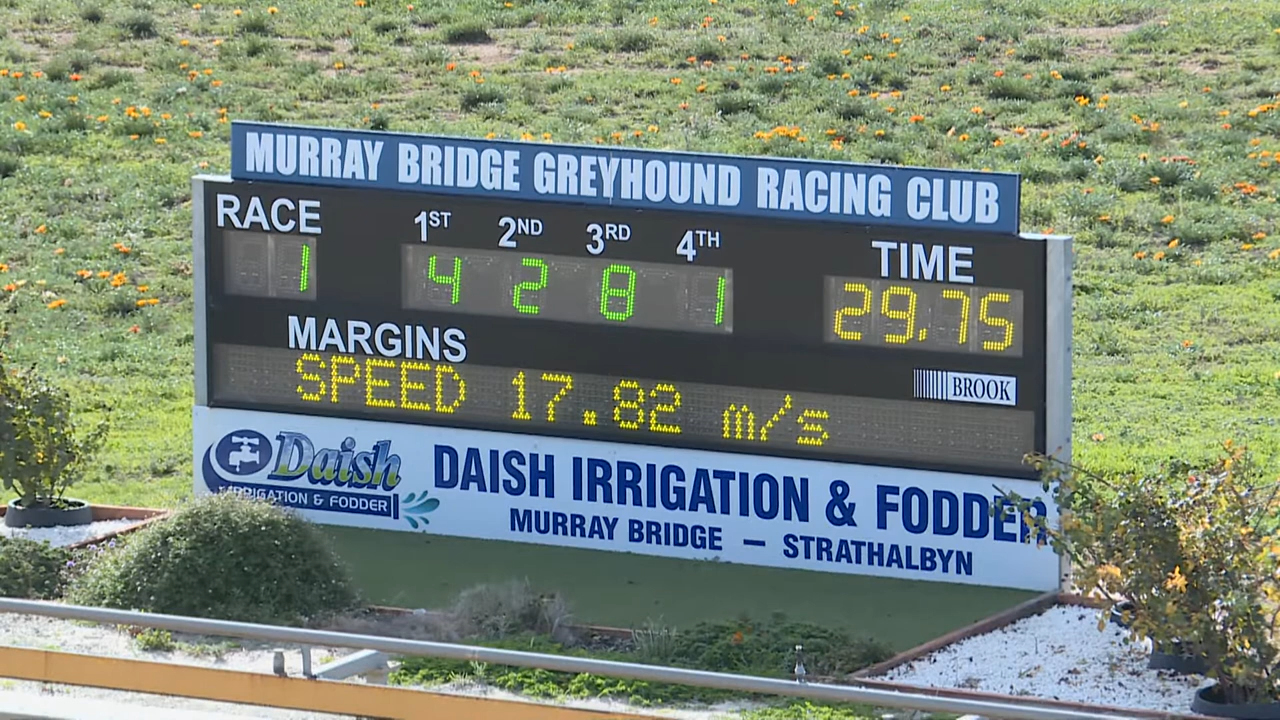 MURRAY BRIDGE GREYHOUND RACING CLUB
RACE 1ST 2ND 3RD 4TH TIME
1 4 2 8 1 29.75
MARGINS
SPEED 17.82 m/s
BROOK
Daish
IRRIGATION & FODDER
DAISH IRRIGATION & FODDER
MURRAY BRIDGE – STRATHALBYN